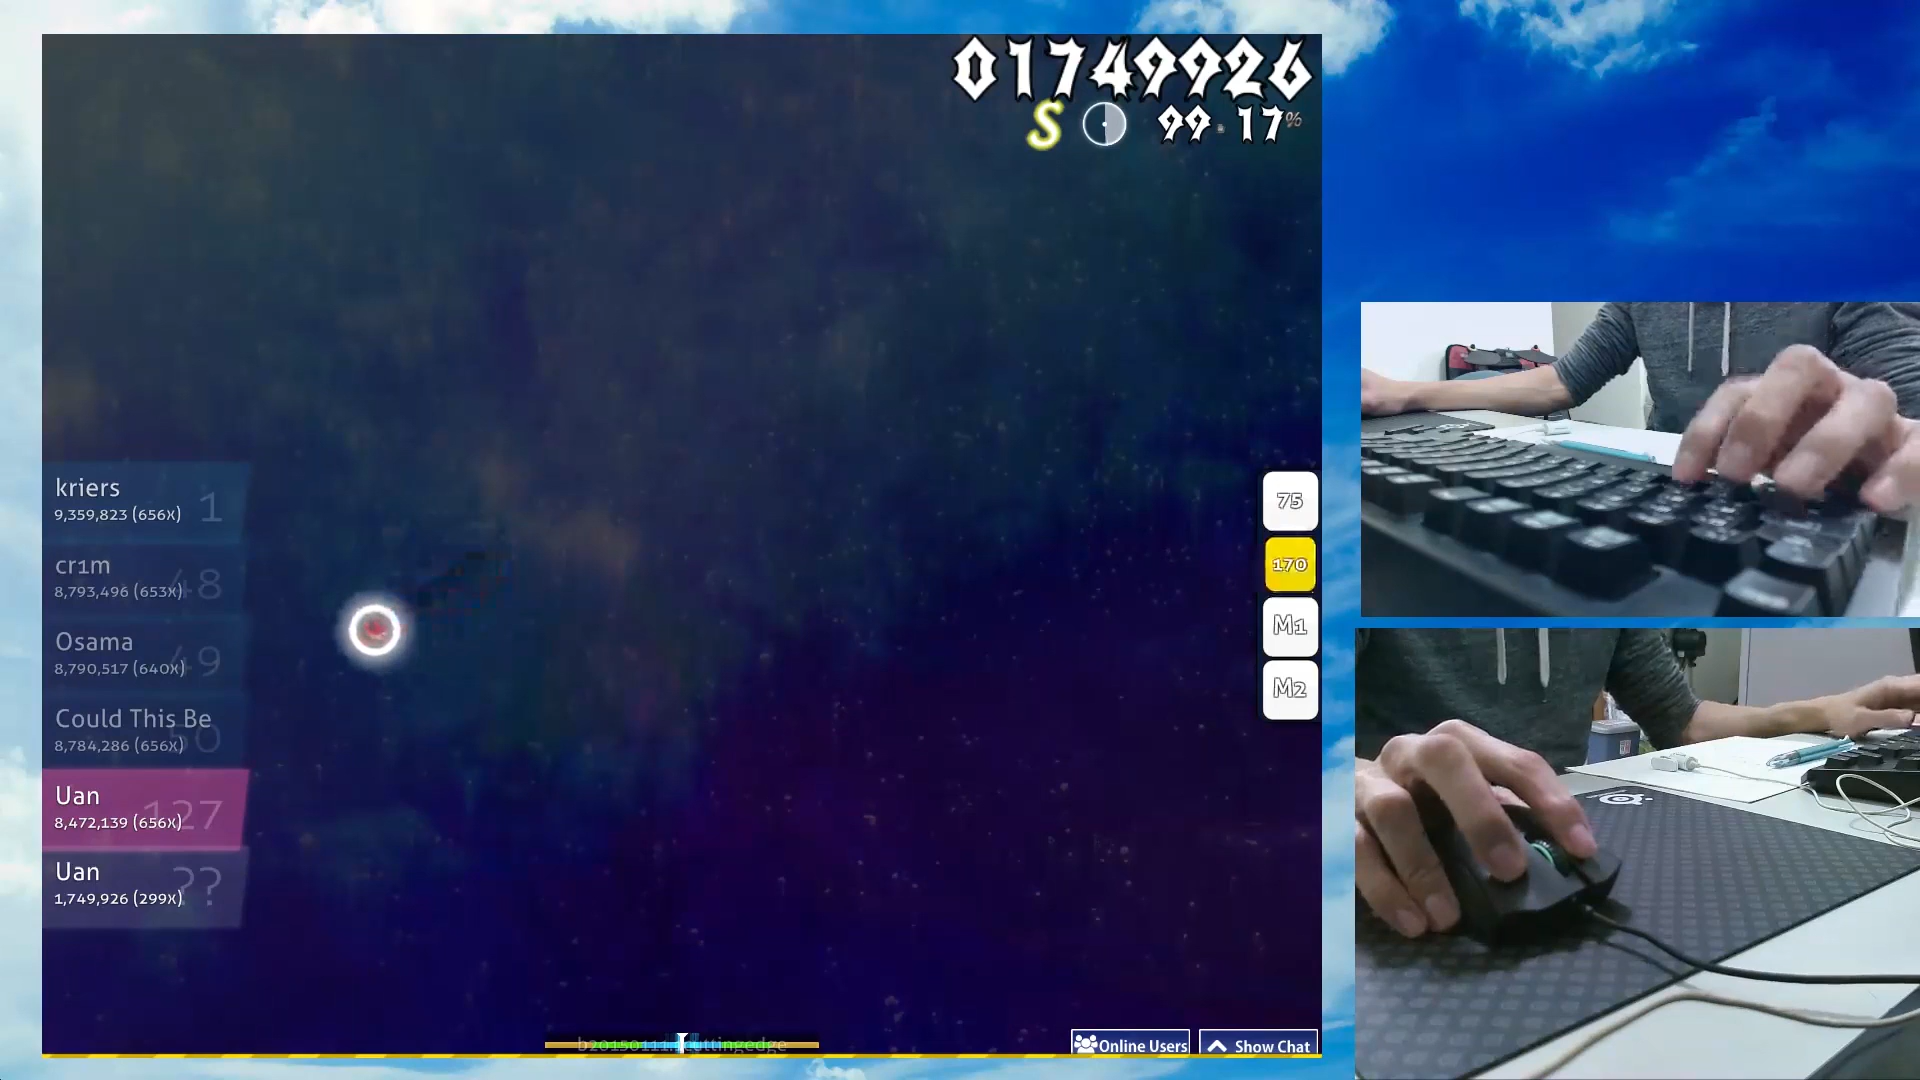 01749926
S 99.17%
kriers
9,359,823 (656x) 1
cr1m
8,793,496 (653x) 48
Osama
8,790,517 (640x) 49
Could This Be
8,784,286 (656x) 50
Uan
8,472,139 (656x) 127
Uan
1,749,926 (299x) ??
75
170
M1
M2
b20150111.2cuttingedge
Online Users
Show Chat